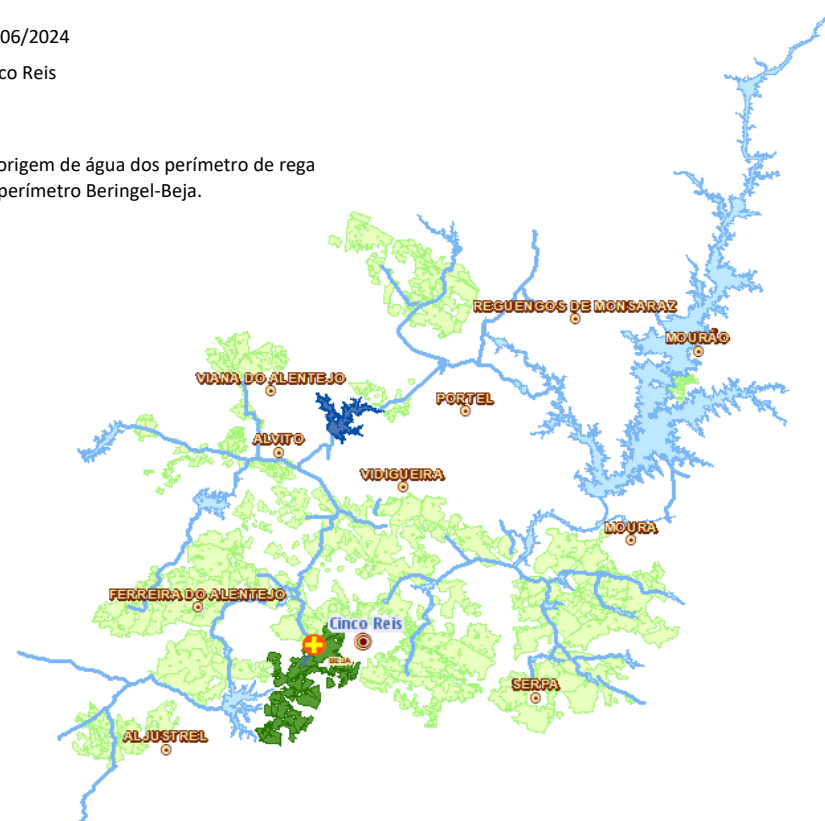 06/2024
co Reis
origem de água dos perímetro de rega
perímetro Beringel-Beja.
REGUENGOS DE MONSARAZ
MOURÃO
VIANA DO ALENTEJO
PORTEL
ALVITO
VIDIGUEIRA
MOURA
FERREIRA DO ALENTEJO
Cinco Reis
BEJA
SERPA
ALJUSTREL